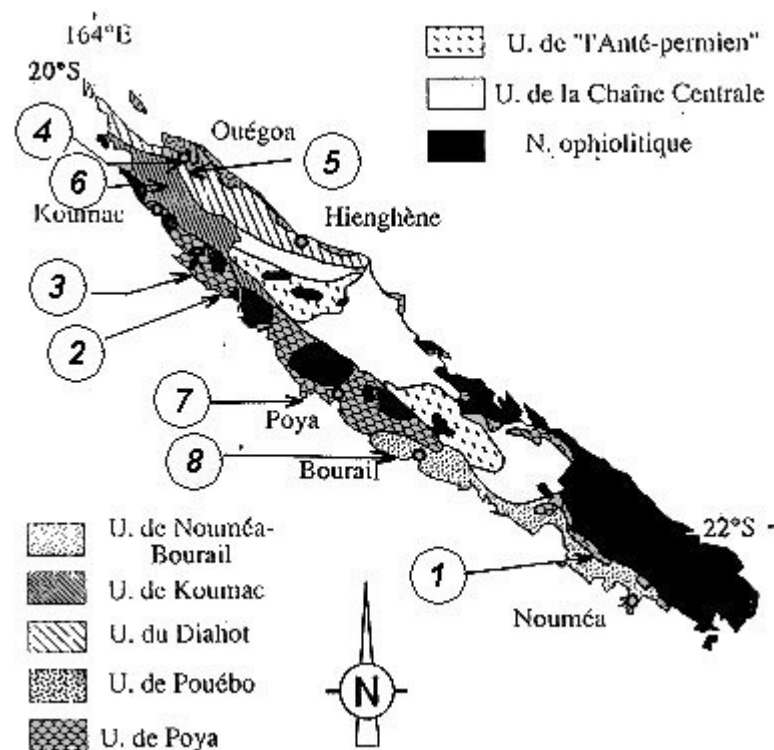 164°E
20°S
U. de "l'Anté-permien"
U. de la Chaîne Centrale
N. ophiolitique
4
Ouégoa
5
6
Koumac
Hienghène
3
2
7
Poya
8
Bourail
22°S
1
Nouméa
U. de Nouméa-
Bourail
U. de Koumac
U. du Diahot
U. de Pouébo
U. de Poya
N